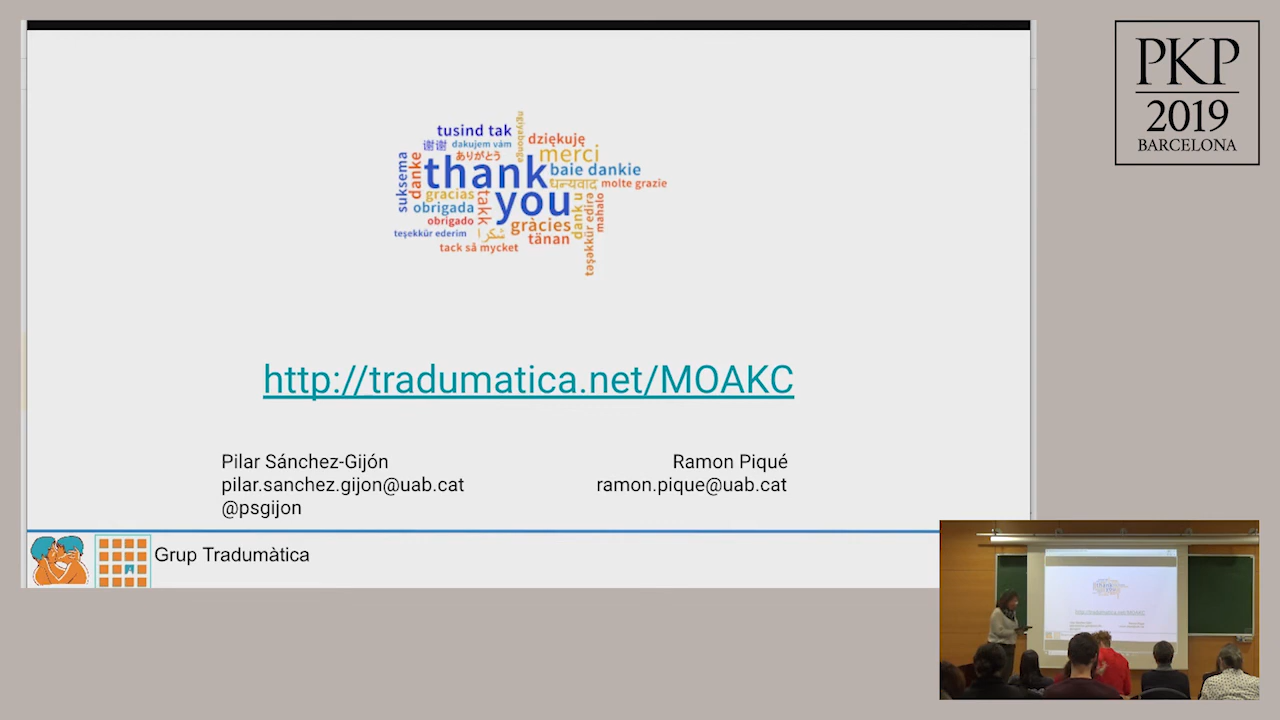 PKP
2019
BARCELONA
tusind tak
ngiyabonga
dziękuję
谢谢
dakujem vám
ありがとう
merci
suksema
danke
thank
baie dankie
धन्यवाद
molte grazie
gracias
takk
you
dank u
təşəkkür edirə
mahalo
obrigada
obrigado
gràcies
teşekkür ederim
شكرا
tänan
tack så mycket
http://tradumatica.net/MOAKC
Pilar Sánchez-Gijón
pilar.sanchez.gijon@uab.cat
@psgijon
Ramon Piqué
ramon.pique@uab.cat
Grup Tradumàtica